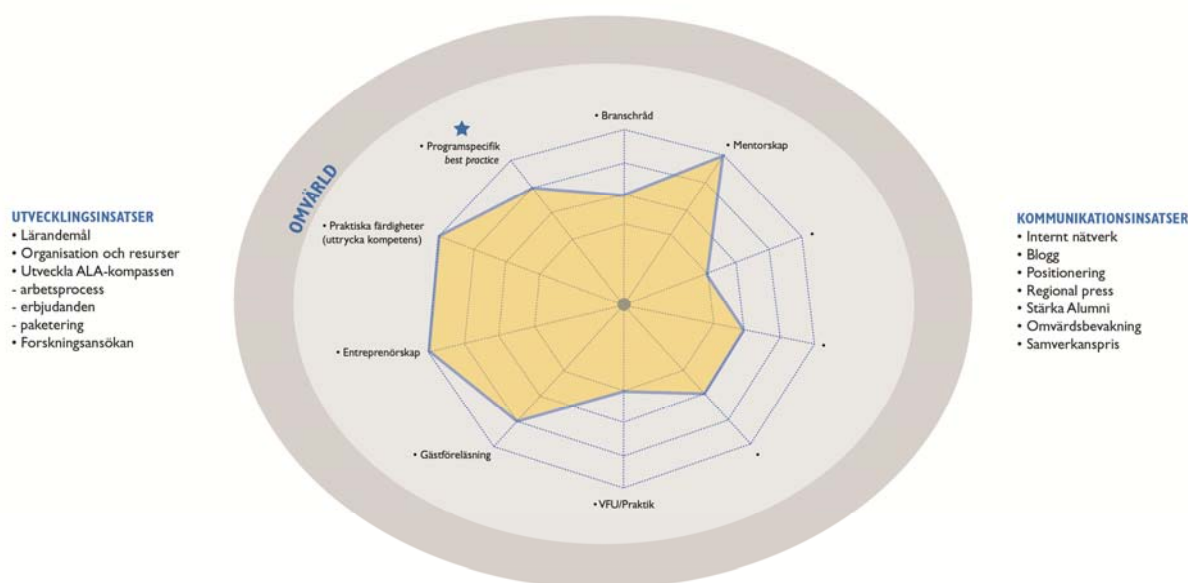 • Branschråd
• Mentorskap
• Programspecifik
best practice
OMVÄRLD
• Praktiska färdigheter
(uttrycka kompetens)
• Entreprenörskap
• Gästföreläsning
• VFU/Praktik
•
•
•
UTVECKLINGSINSATSER
• Lärandemål
• Organisation och resurser
• Utveckla ALA-kompassen
- arbetsprocess
- erbjudanden
- paketering
• Forskningsansökan
KOMMUNIKATIONSINSATSER
• Internt nätverk
• Blogg
• Positionering
• Regional press
• Stärka Alumni
• Omvärdsbevakning
• Samverkanspris